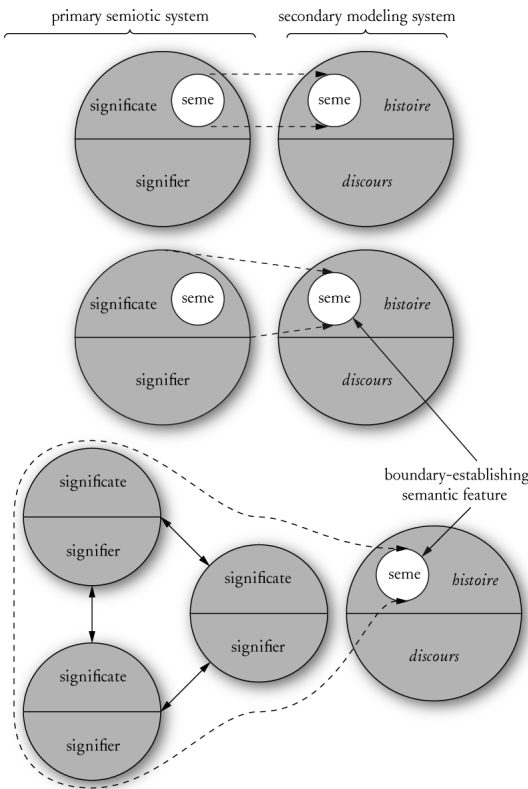 primary semiotic system
secondary modeling system
significate
seme
signifier
seme
histoire
discours
significate
seme
signifier
seme
histoire
discours
boundary-establishing
semantic feature
significate
signifier
significate
signifier
significate
signifier
seme
histoire
discours